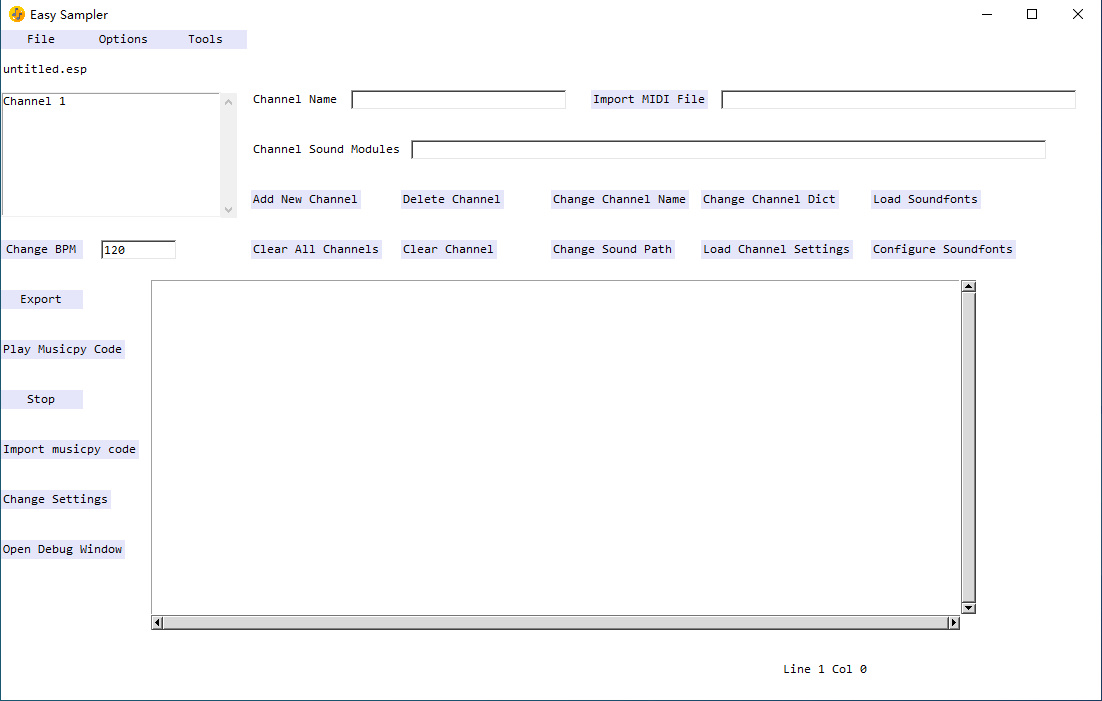 Easy Sampler
File Options Tools
untitled.esp
Channel 1
Channel Name Import MIDI File
Channel Sound Modules
Add New Channel Delete Channel Change Channel Name Change Channel Dict Load Soundfonts
Change BPM 120 Clear All Channels Clear Channel Change Sound Path Load Channel Settings Configure Soundfonts
Export
Play Musicpy Code
Stop
Import musicpy code
Change Settings
Open Debug Window
Line 1 Col 0